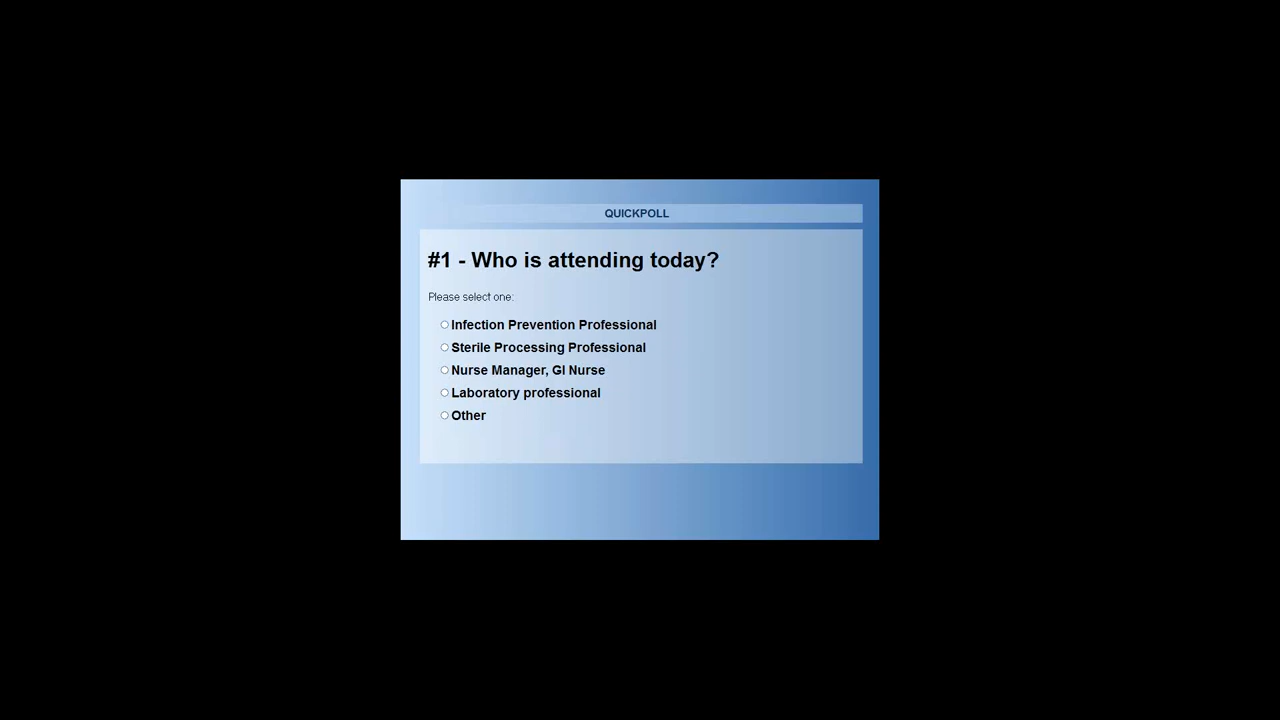 QUICKPOLL
#1 - Who is attending today?
Please select one:
Infection Prevention Professional
Sterile Processing Professional
Nurse Manager, GI Nurse
Laboratory professional
Other